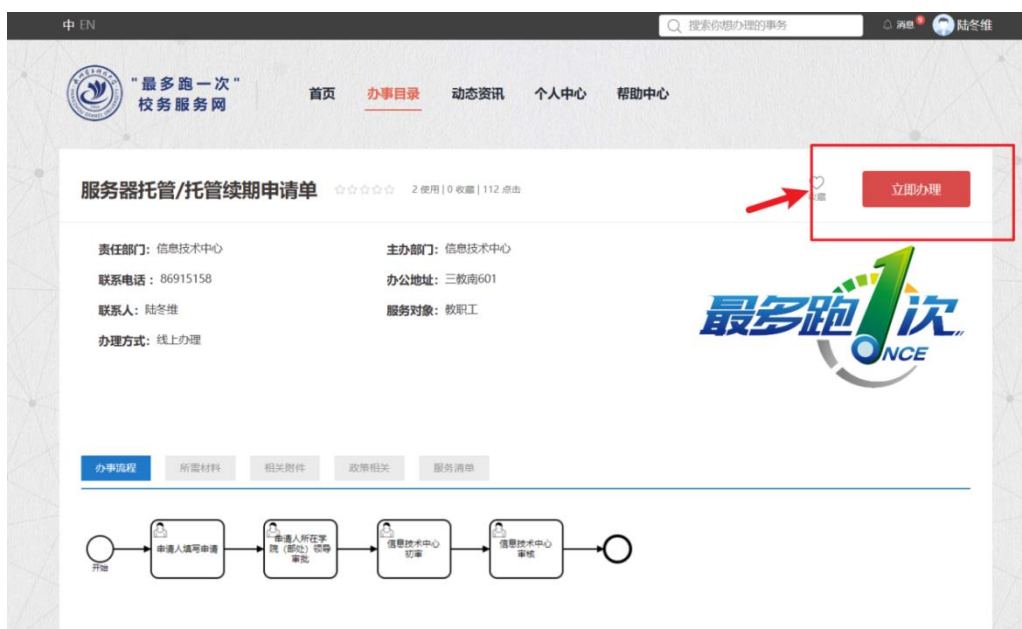 中 EN
搜索你想办理的事务
消息 9
陆冬维
"最多跑一次"
校务服务网
首页 办事目录 动态资讯 个人中心 帮助中心
服务器托管/托管续期申请单
2 使用 | 0 收藏 | 112 点击
收藏
立即办理
责任部门：信息技术中心
主办部门：信息技术中心
联系电话：86915158
办公地址：三教南601
联系人：陆冬维
服务对象：教职工
办理方式：线上办理
最多跑1次
ONCE
办事流程 所需材料 相关附件 政策相关 服务清单
开始
申请人填写申请
申请人所在学
院（部处）领导
审批
信息技术中心
初审
信息技术中心
审核